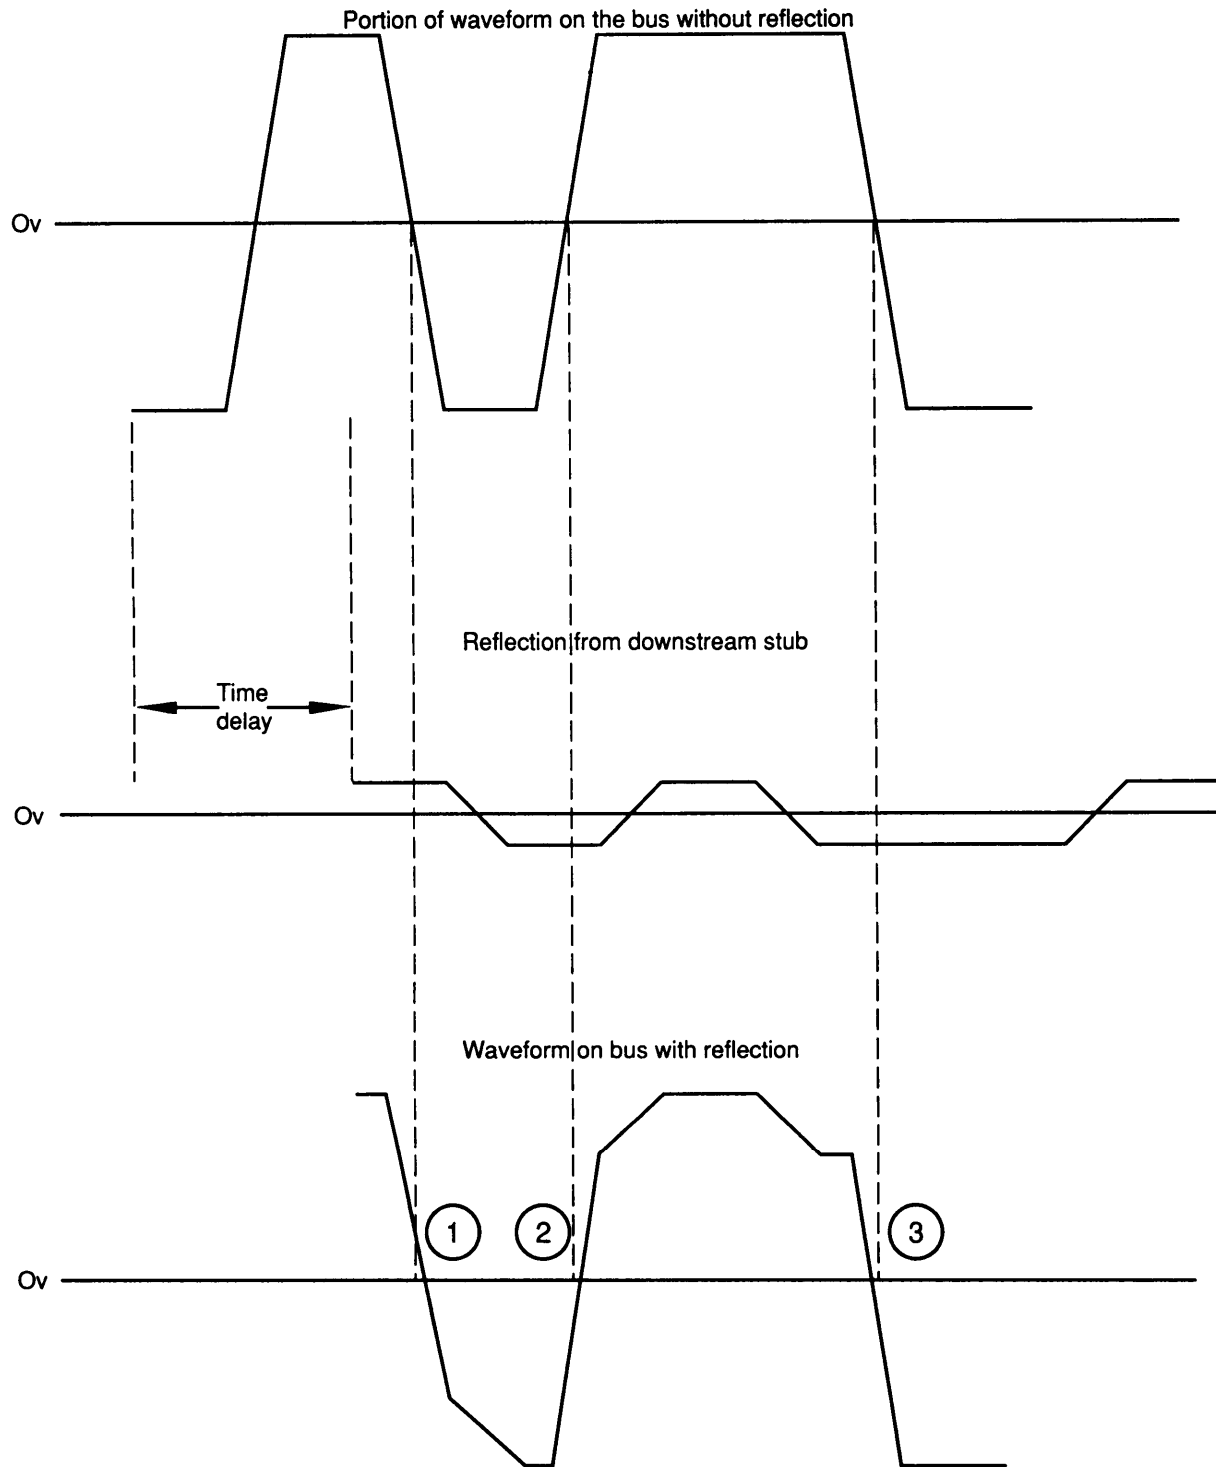 Portion of waveform on the bus without reflection
Ov
Reflection from downstream stub
Time
delay
Ov
Waveform on bus with reflection
1
2
3
Ov